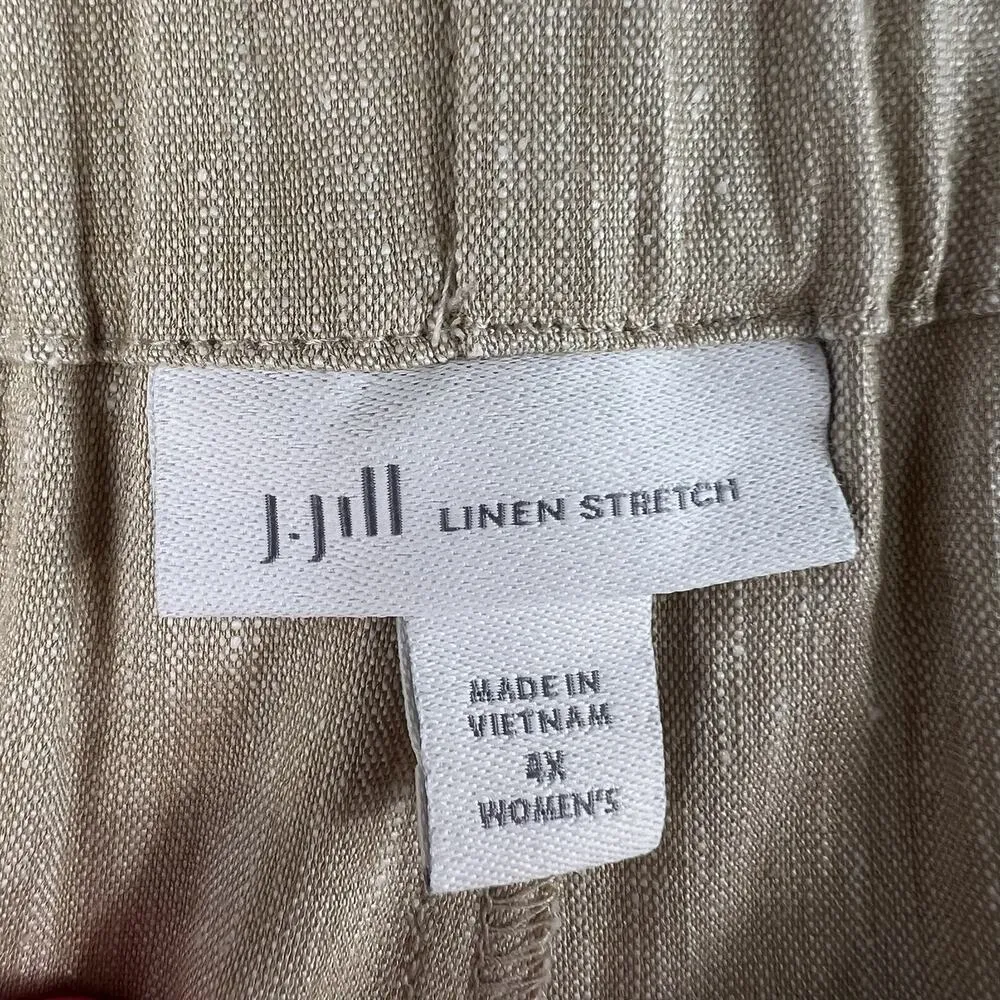 J.Jill LINEN STRETCH
MADE IN
VIETNAM
4X
WOMEN'S